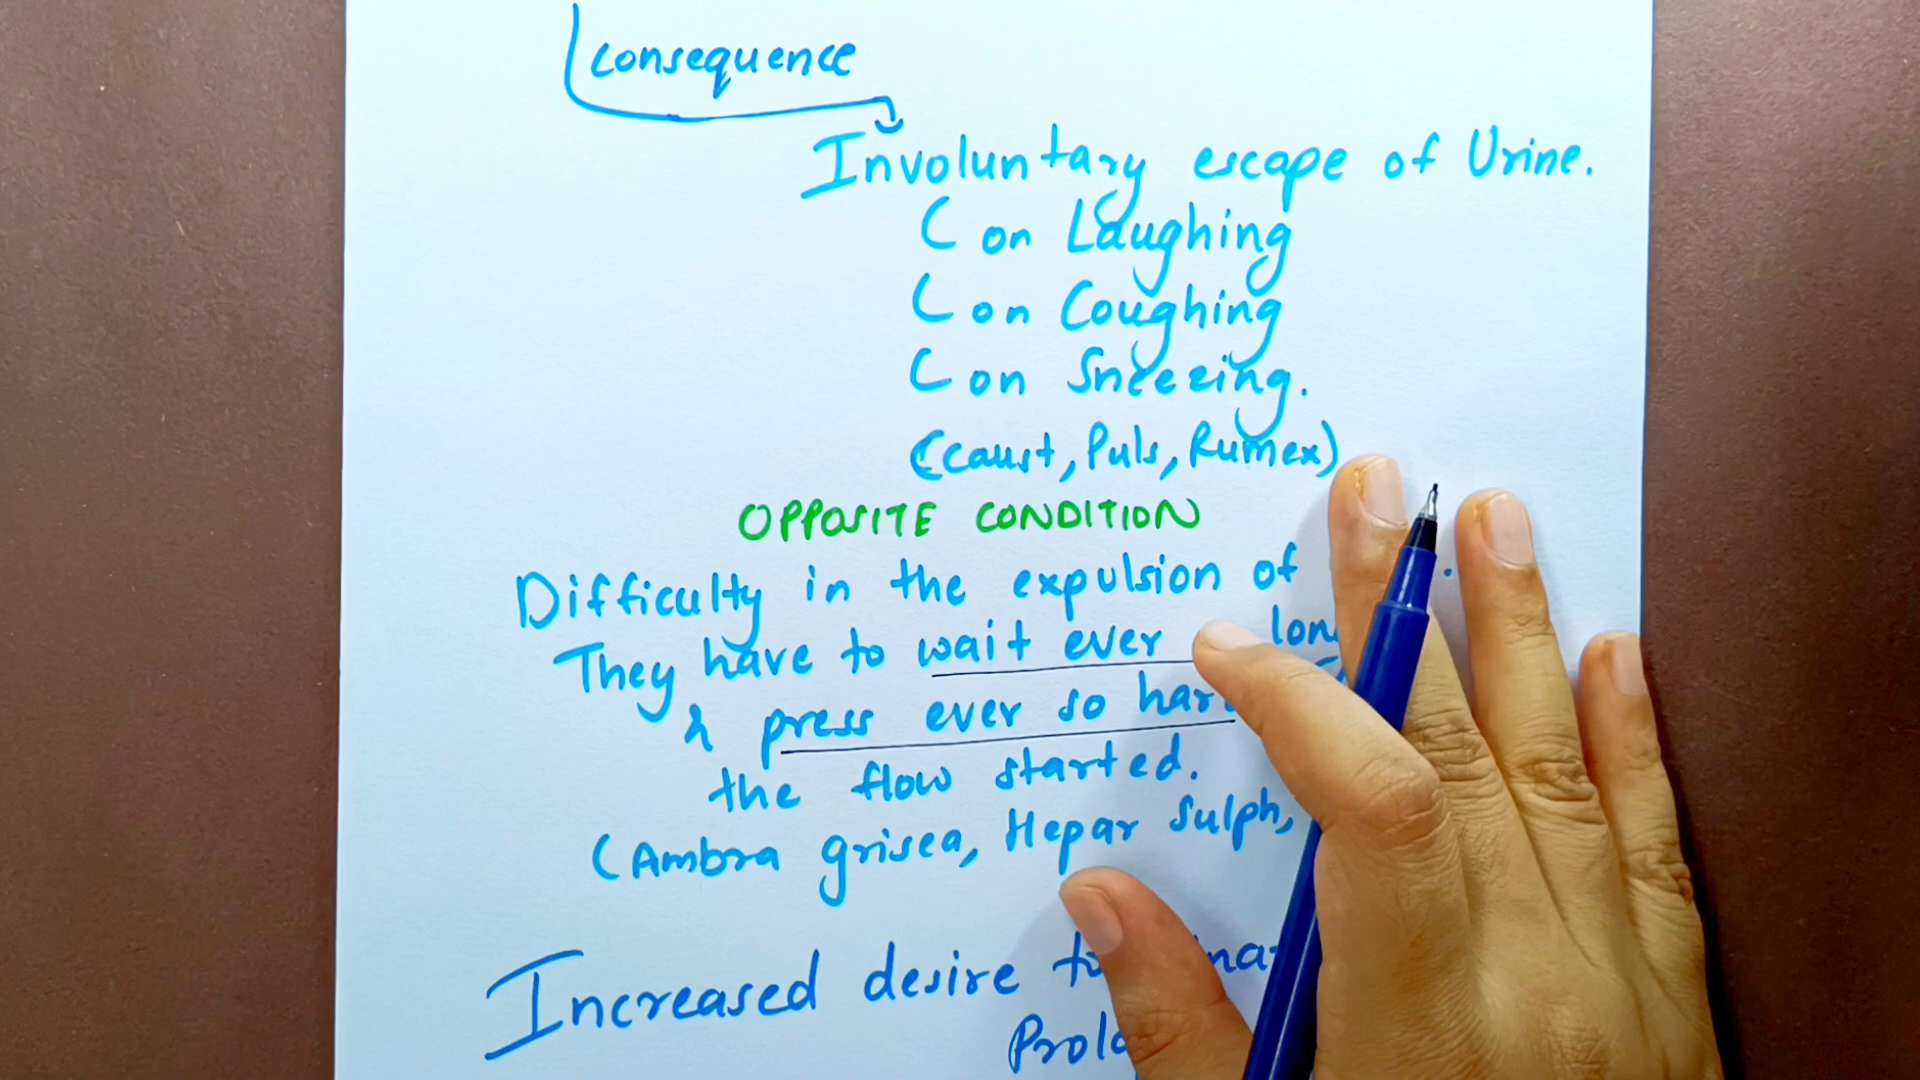 Consequence
Involuntary escape of Urine.
C on Laughing
C on Coughing
C on Sneezing.
(Caust, Puls, Rumex)
OPPOSITE CONDITION
Difficulty in the expulsion of
They have to wait ever
& press ever so
the flow started.
(Ambra grisea, Hepar Sulph,
Increased desire